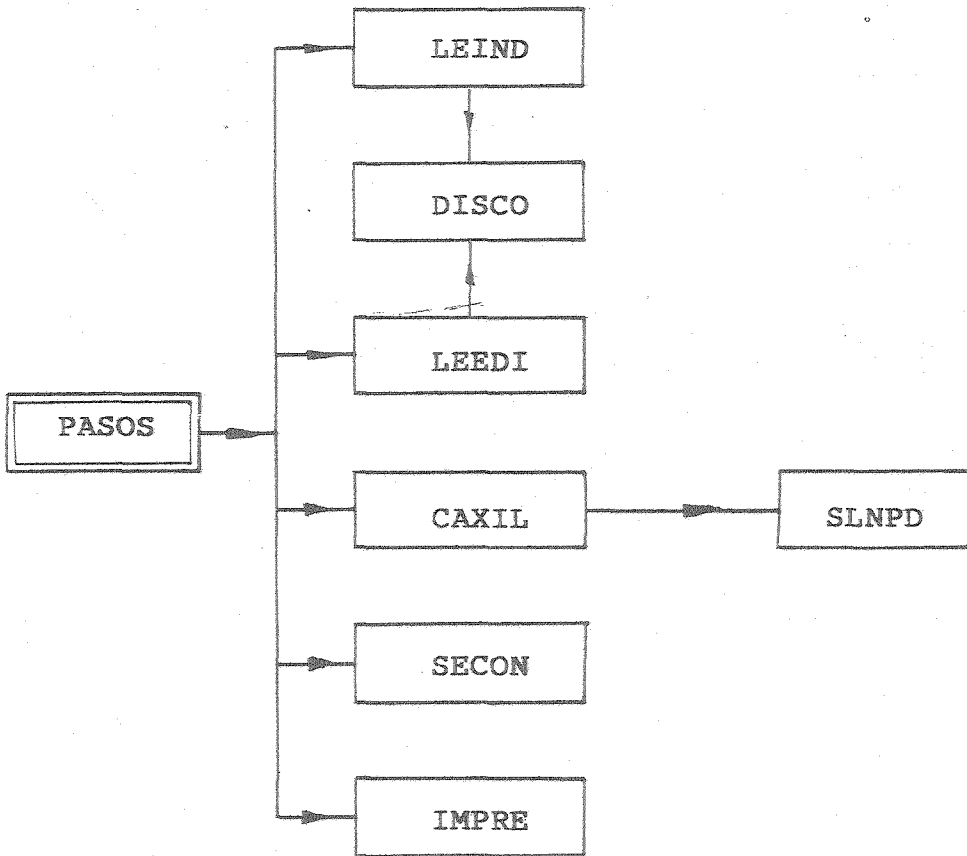 LEIND
DISCO
LEEDI
PASOS
CAXIL
SLNPD
SECON
IMPRE